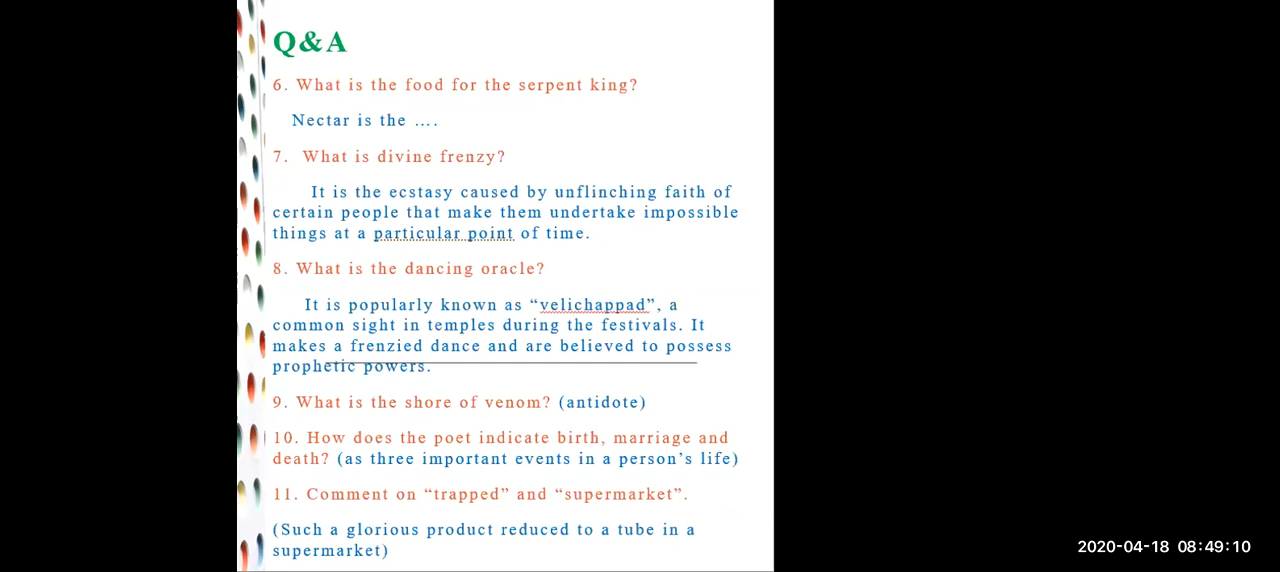 Q&A
6. What is the food for the serpent king?
Nectar is the ….
7. What is divine frenzy?
It is the ecstasy caused by unflinching faith of
certain people that make them undertake impossible
things at a particular point of time.
8. What is the dancing oracle?
It is popularly known as “velichappad”, a
common sight in temples during the festivals. It
makes a frenzied dance and are believed to possess
prophetic powers.
9. What is the shore of venom? (antidote)
10. How does the poet indicate birth, marriage and
death? (as three important events in a person’s life)
11. Comment on “trapped” and “supermarket”.
(Such a glorious product reduced to a tube in a
supermarket)
2020-04-18 08:49:10